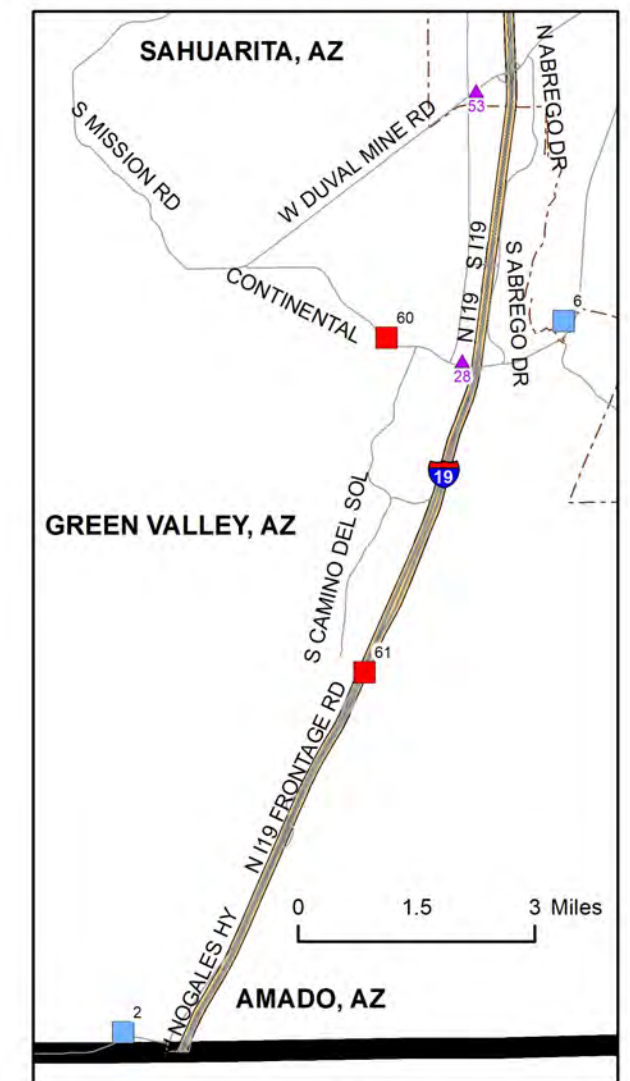 SAHUARITA, AZ
N ABREGO DR
53
S MISSION RD
W DUVAL MINE RD
S I19
S ABREGO DR
CONTINENTAL
N I19
6
60
28
19
GREEN VALLEY, AZ
S CAMINO DEL SOL
61
N I19 FRONTAGE RD
0 1.5 3 Miles
NOGALES HY
AMADO, AZ
2